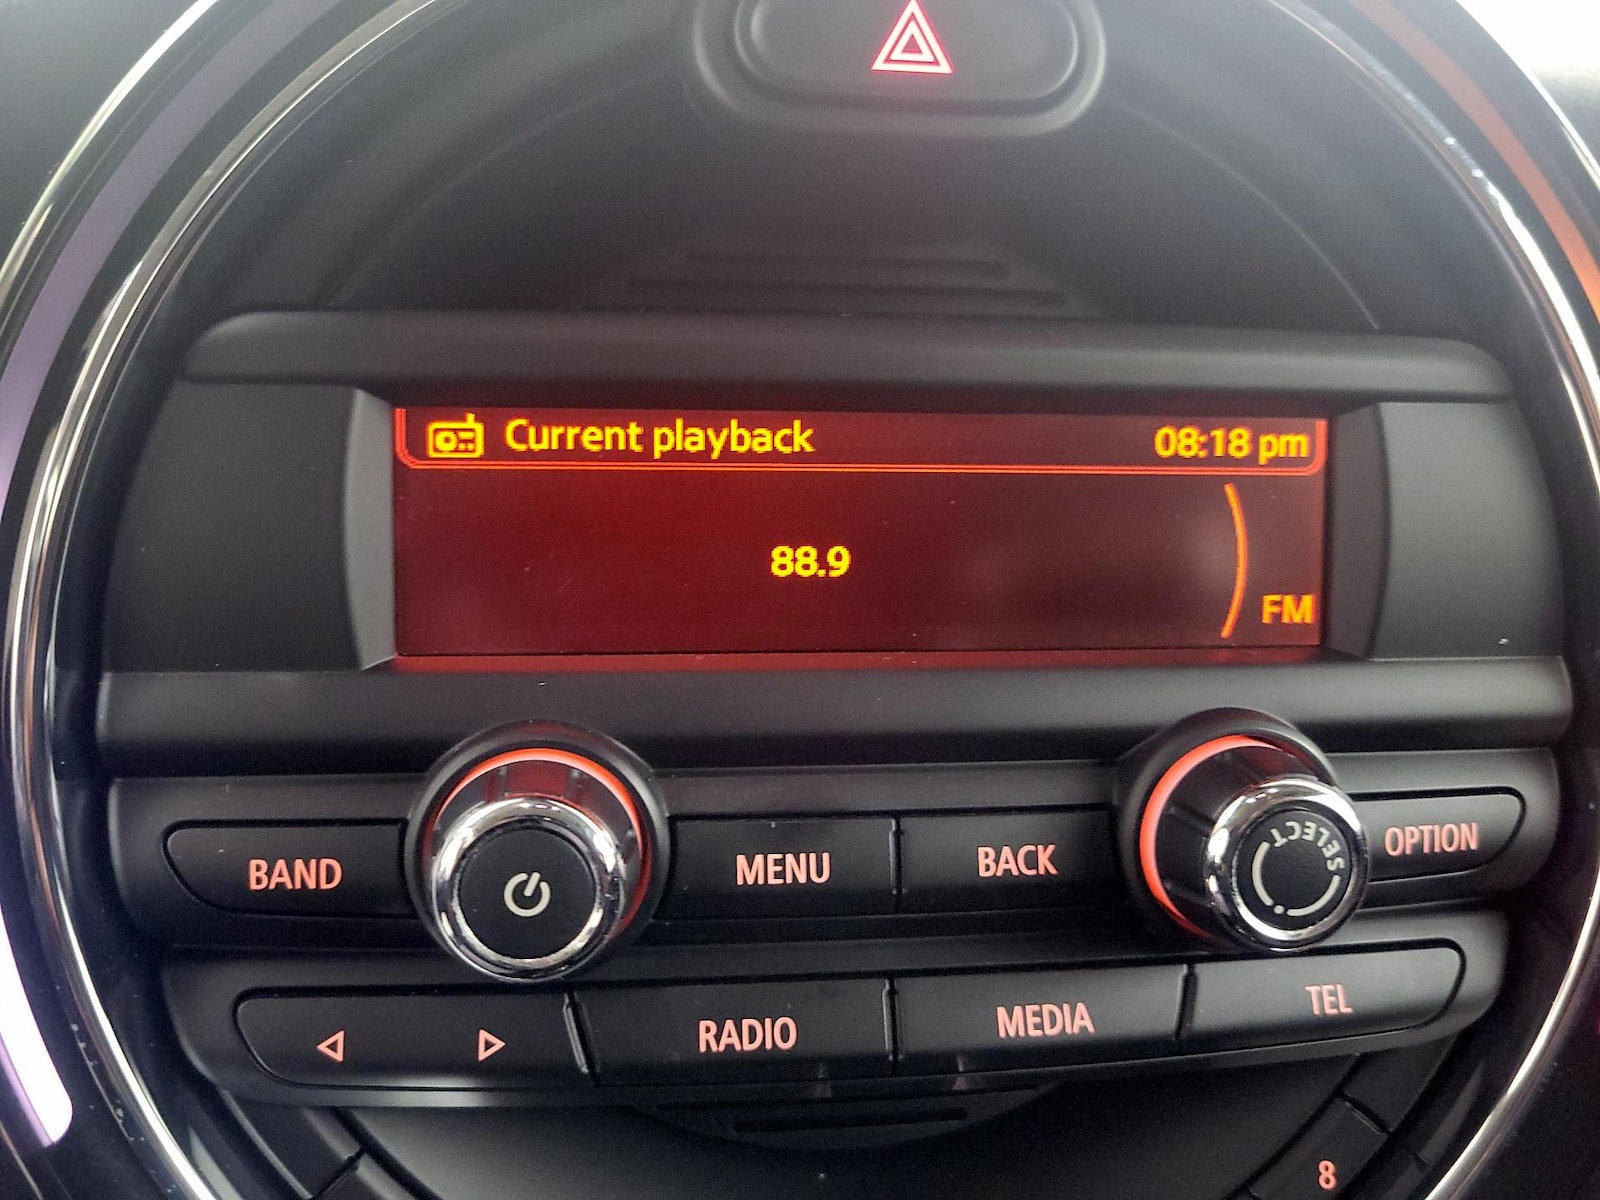 Current playback 08:18 pm
88.9
FM
BAND MENU BACK SELECT OPTION
RADIO MEDIA TEL
8